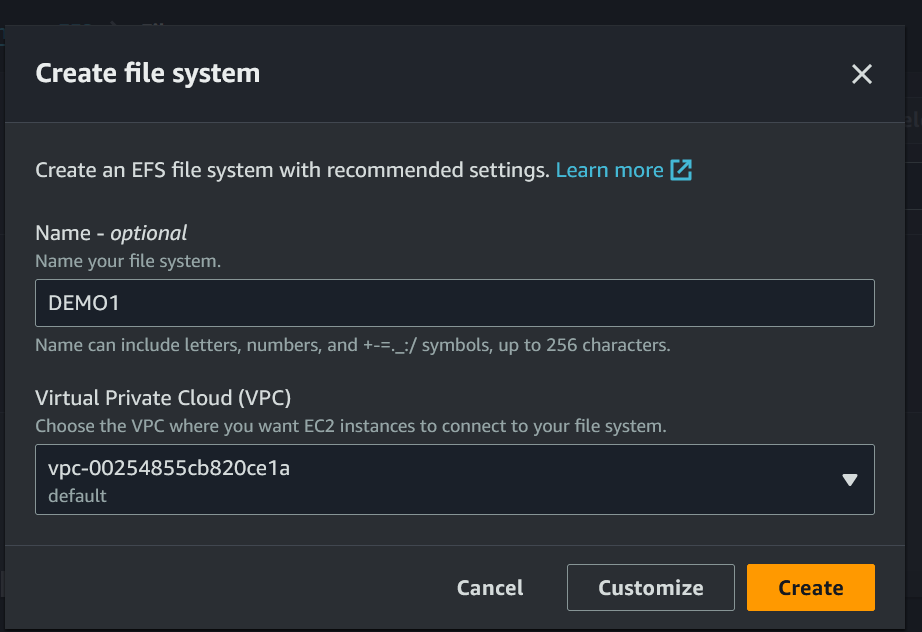 Create file system
Create an EFS file system with recommended settings. Learn more
Name - optional
Name your file system.
DEMO1
Name can include letters, numbers, and +-=._:/ symbols, up to 256 characters.
Virtual Private Cloud (VPC)
Choose the VPC where you want EC2 instances to connect to your file system.
vpc-00254855cb820ce1a
default
Cancel
Customize
Create